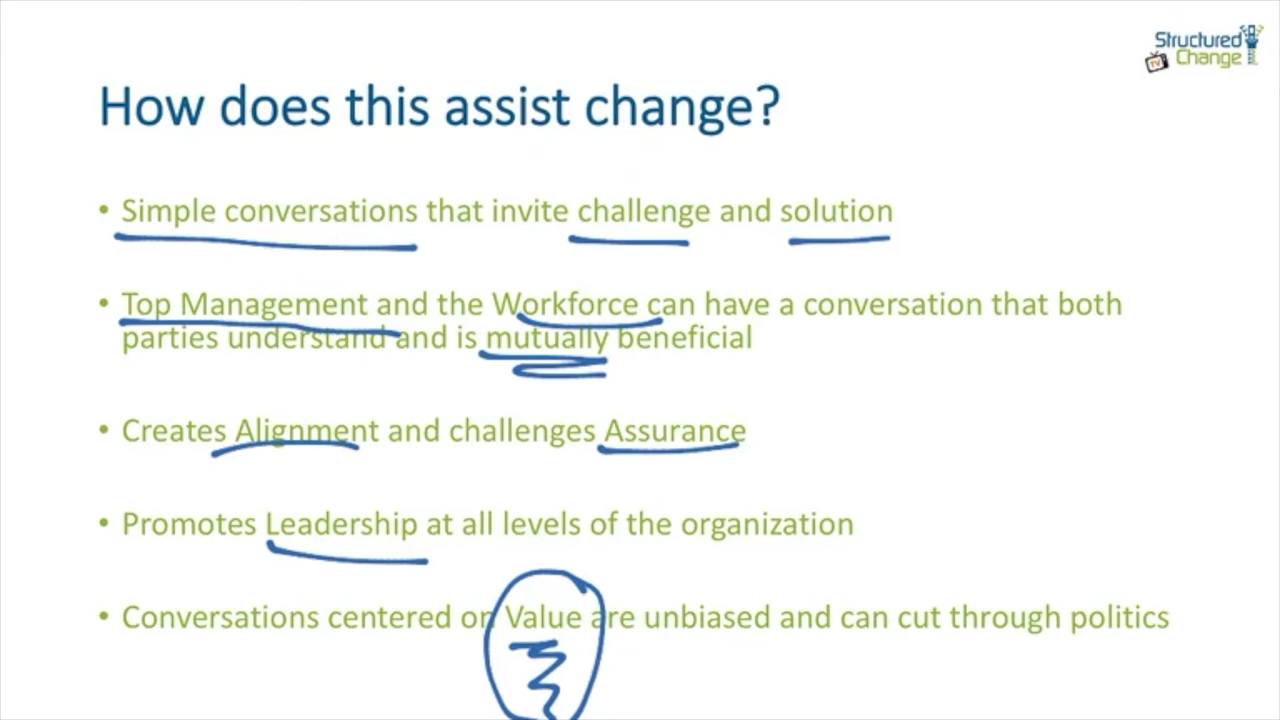 Structured
TV Change
How does this assist change?
• Simple conversations that invite challenge and solution
• Top Management and the Workforce can have a conversation that both
parties understand and is mutually beneficial
• Creates Alignment and challenges Assurance
• Promotes Leadership at all levels of the organization
• Conversations centered on Value are unbiased and can cut through politics